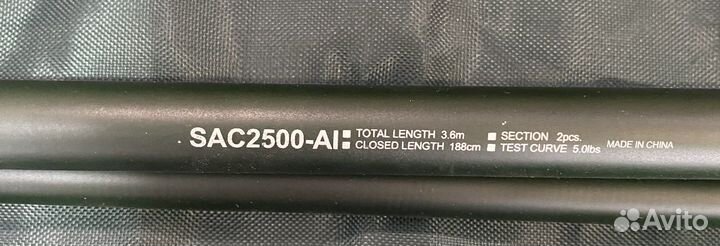 SAC2500-AI
TOTAL LENGTH 3.6m
CLOSED LENGTH 188cm
SECTION 2pcs.
TEST CURVE 5.0lbs
MADE IN CHINA
Avito